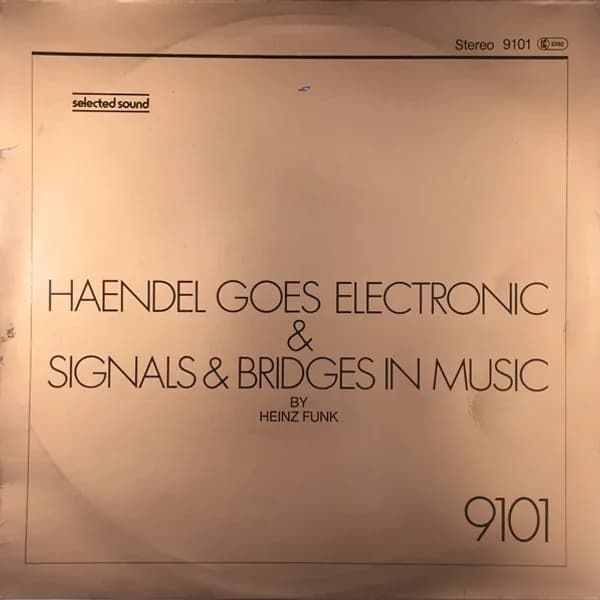 Stereo 9101
selected sound
HAENDEL GOES ELECTRONIC
&
SIGNALS & BRIDGES IN MUSIC
BY
HEINZ FUNK
9101